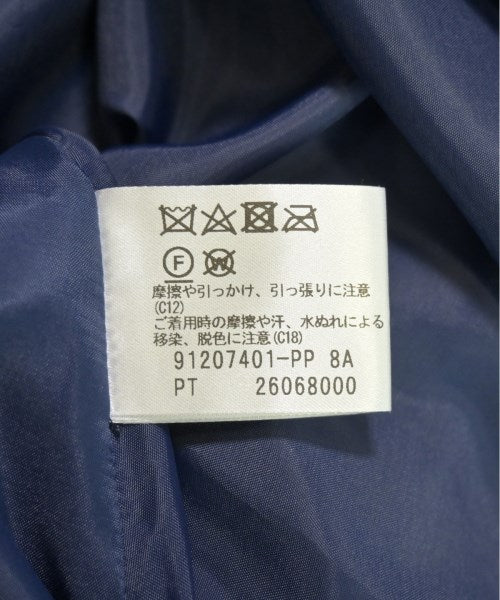 F W
摩擦や引っかけ、引っ張りに注意
(C12)
ご着用時の摩擦や汗、水ぬれによる
移染、脱色に注意(C18)
91207401-PP 8A
PT 26068000